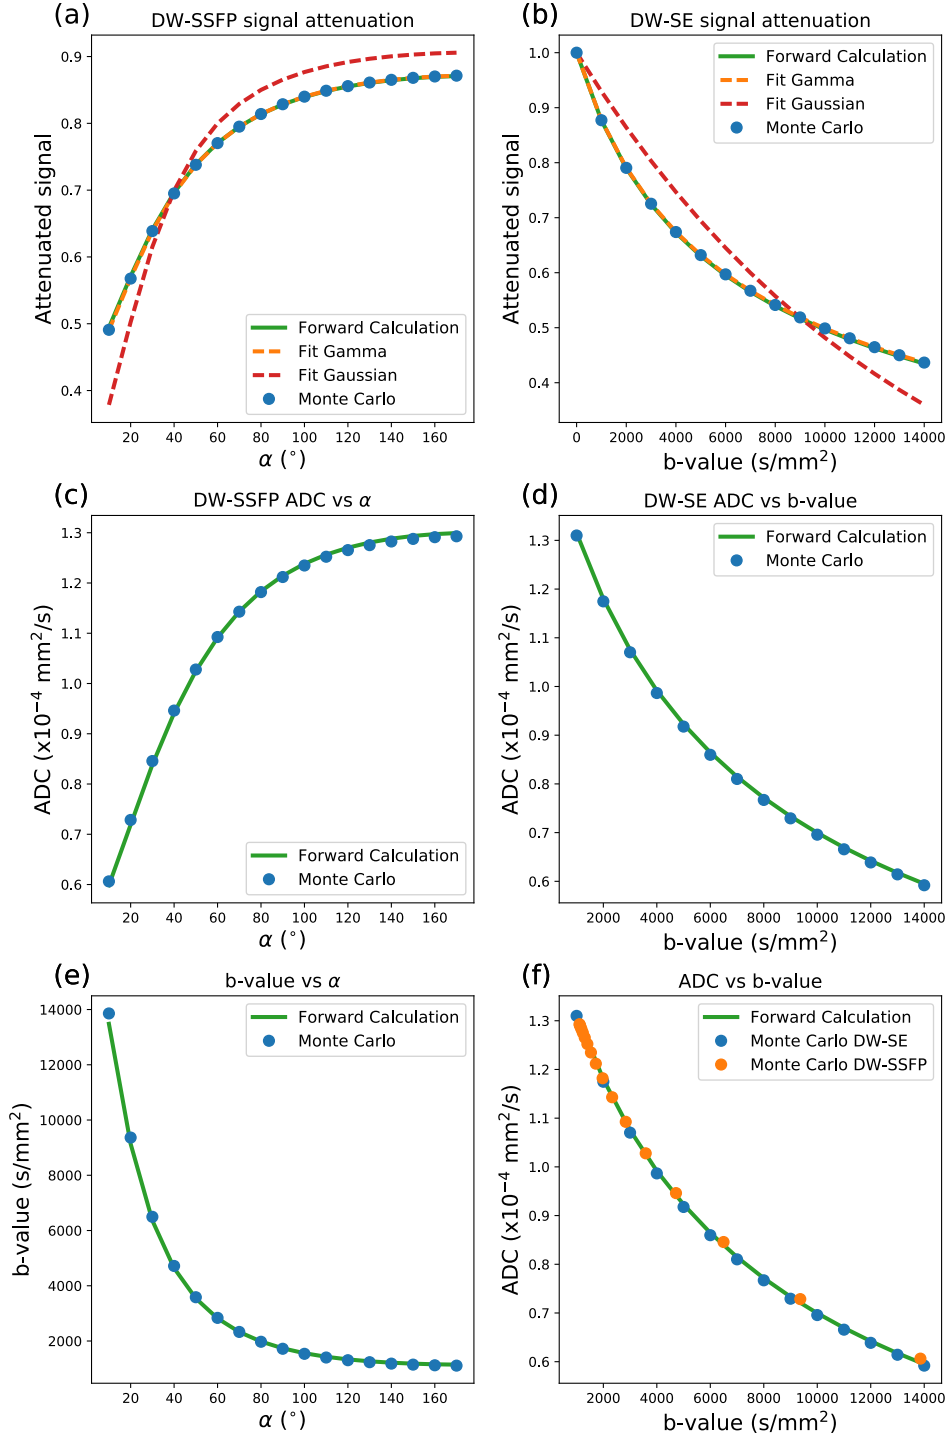 (a)
DW-SSFP signal attenuation
Attenuated signal
0.9
0.8
0.7
0.6
0.5
0.4
Forward Calculation
Fit Gamma
Fit Gaussian
Monte Carlo
20 40 60 80 100 120 140 160
α (°)
(b)
DW-SE signal attenuation
Attenuated signal
1.0
0.9
0.8
0.7
0.6
0.5
0.4
Forward Calculation
Fit Gamma
Fit Gaussian
Monte Carlo
0 2000 4000 6000 8000 10000 12000 14000
b-value (s/mm²)
(c)
DW-SSFP ADC vs α
ADC (x10⁻⁴ mm²/s)
1.3
1.2
1.1
1.0
0.9
0.8
0.7
0.6
Forward Calculation
Monte Carlo
20 40 60 80 100 120 140 160
α (°)
(d)
DW-SE ADC vs b-value
ADC (x10⁻⁴ mm²/s)
1.3
1.2
1.1
1.0
0.9
0.8
0.7
0.6
Forward Calculation
Monte Carlo
2000 4000 6000 8000 10000 12000 14000
b-value (s/mm²)
(e)
b-value vs α
b-value (s/mm²)
14000
12000
10000
8000
6000
4000
2000
Forward Calculation
Monte Carlo
20 40 60 80 100 120 140 160
α (°)
(f)
ADC vs b-value
ADC (x10⁻⁴ mm²/s)
1.3
1.2
1.1
1.0
0.9
0.8
0.7
0.6
Forward Calculation
Monte Carlo DW-SE
Monte Carlo DW-SSFP
2000 4000 6000 8000 10000 12000 14000
b-value (s/mm²)